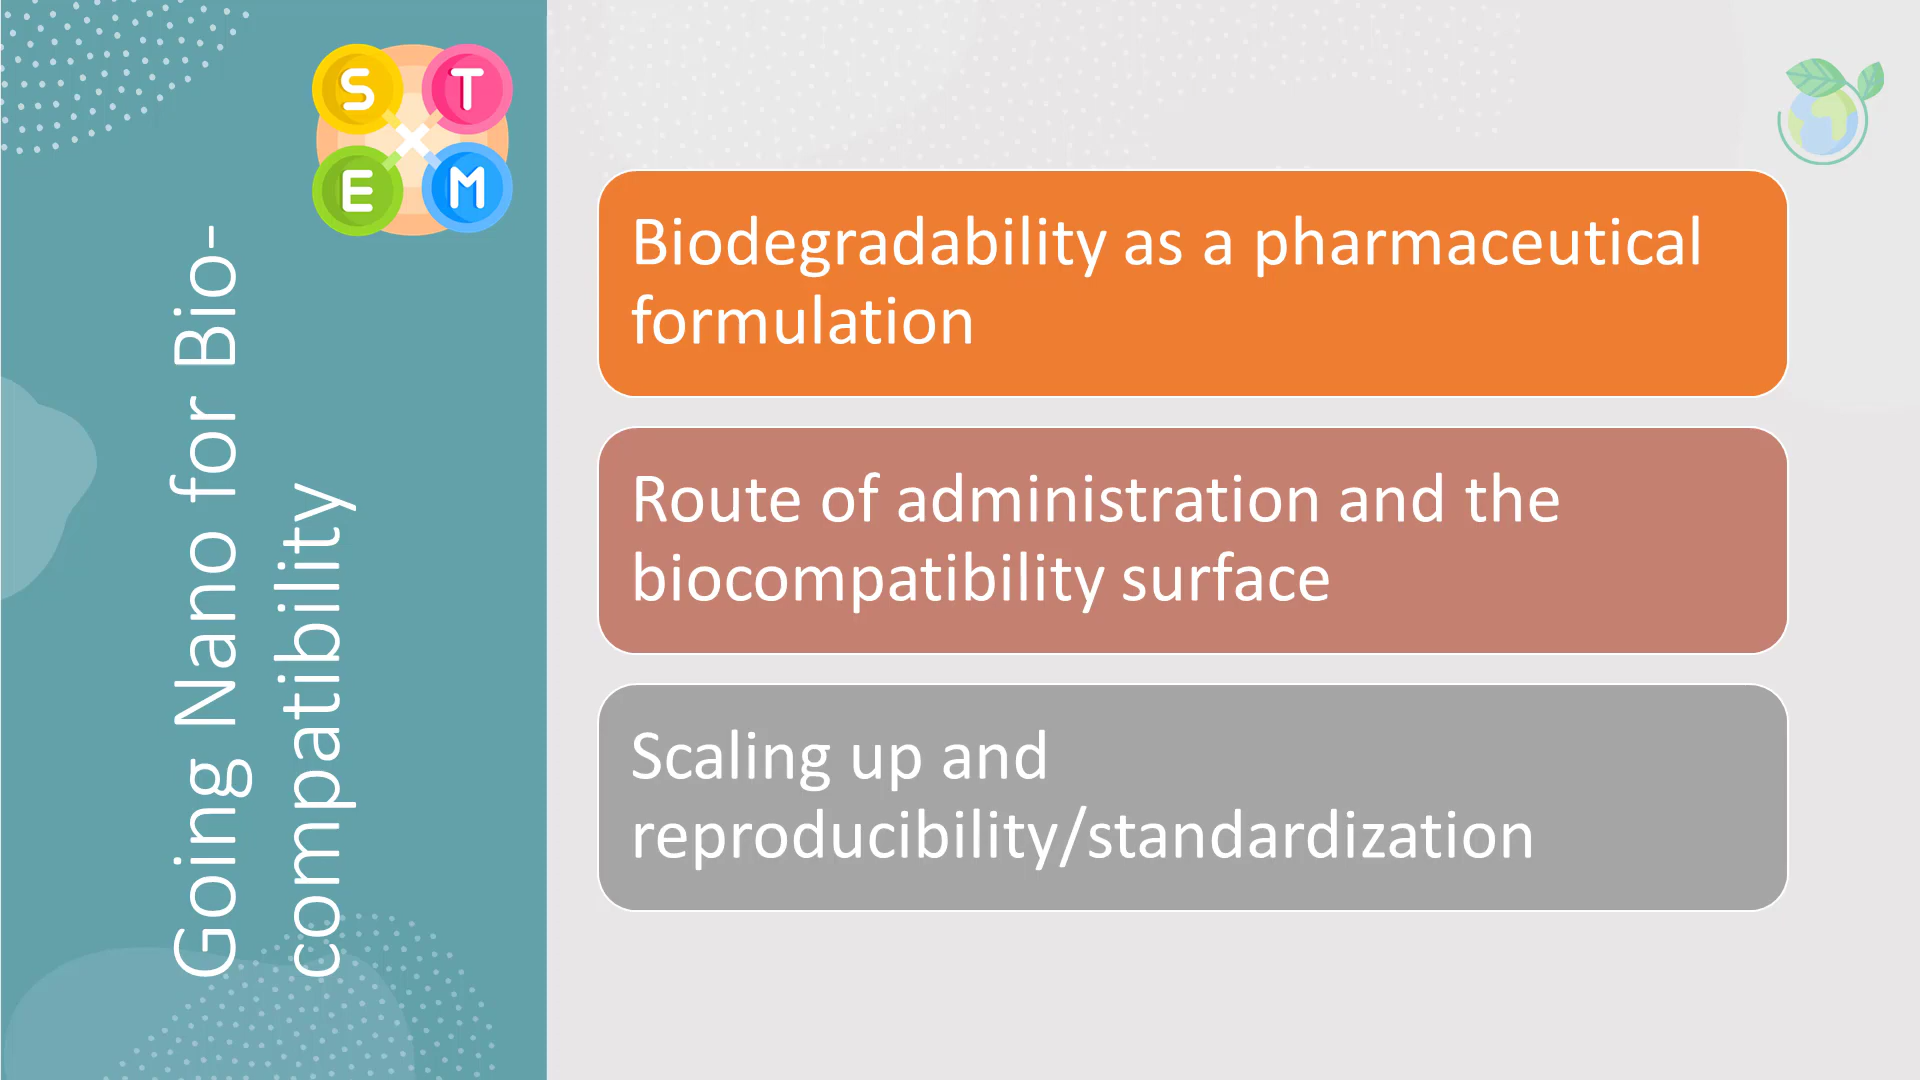 S T
E M
Going Nano for Bio-
compatibility
Biodegradability as a pharmaceutical
formulation
Route of administration and the
biocompatibility surface
Scaling up and
reproducibility/standardization